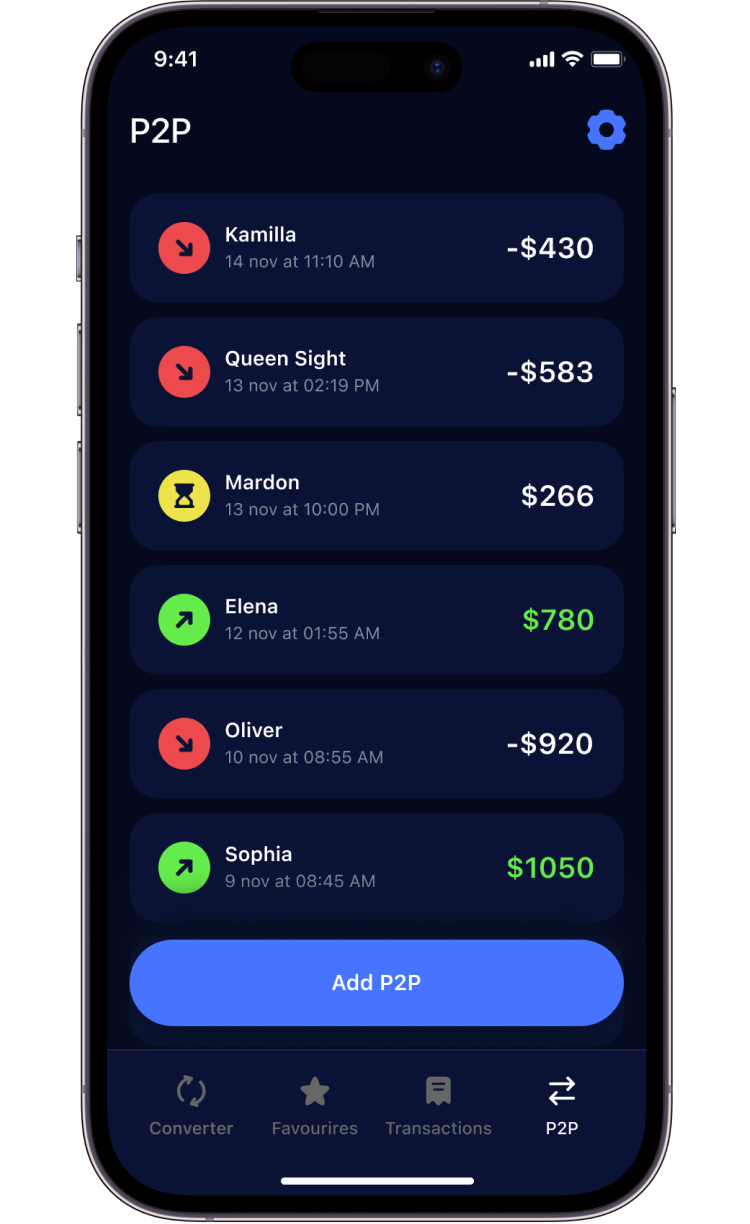 9:41
P2P
Kamilla
14 nov at 11:10 AM
-$430
Queen Sight
13 nov at 02:19 PM
-$583
Mardon
13 nov at 10:00 PM
$266
Elena
12 nov at 01:55 AM
$780
Oliver
10 nov at 08:55 AM
-$920
Sophia
9 nov at 08:45 AM
$1050
Add P2P
Converter
Favourires
Transactions
P2P